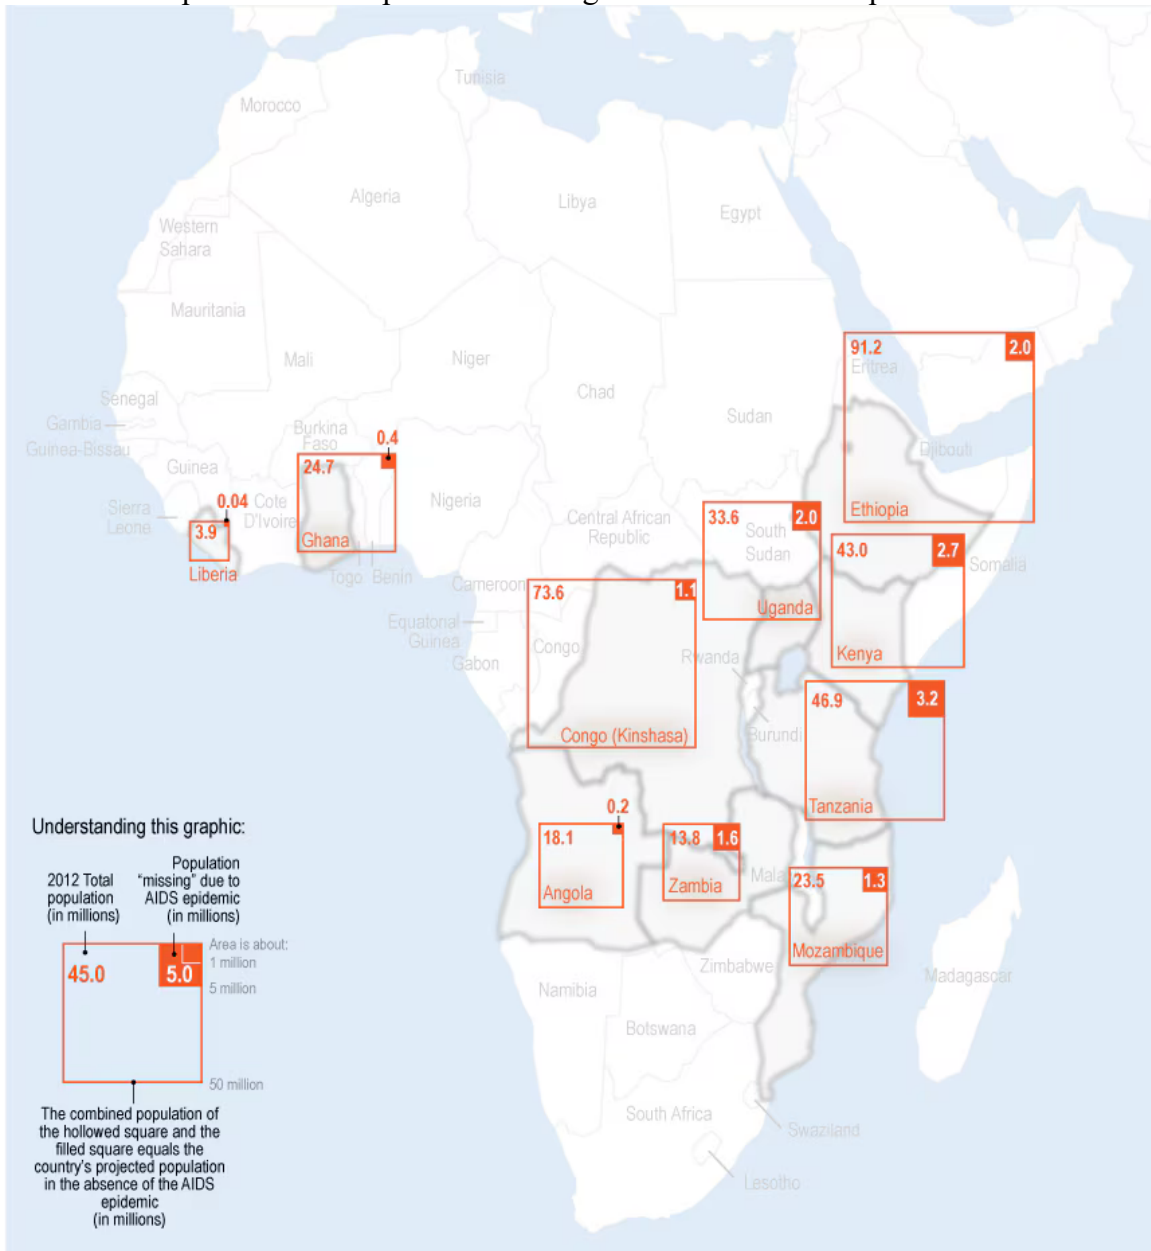 Tunisia
Morocco
Algeria
Libya
Egypt
Western
Sahara
Mauritania
Mali
Niger
Chad
Sudan
91.2
2.0
Eritrea
Djibouti
Ethiopia
Senegal
Gambia
Guinea-Bissau
Guinea
Sierra
Leone
Burkina
Faso
0.4
24.7
Ghana
0.04
Cote
D'Ivoire
3.9
Liberia
Togo
Benin
Nigeria
Cameroon
Central African
Republic
33.6
2.0
South
Sudan
Uganda
43.0
2.7
Somalia
Kenya
Equatonal
Guinea
Gabon
Congo
73.6
1.1
Congo (Kinshasa)
Rwanda
Burundi
46.9
3.2
Tanzania
0.2
18.1
Angola
13.8
1.6
Zambia
Mala
23.5
1.3
Mozambique
Zimbabwe
Namibia
Botswana
Madagascar
South Africa
Swaziland
Lesotho
Understanding this graphic:
2012 Total
population
(in millions)
Population
“missing” due to
AIDS epidemic
(in millions)
45.0
5.0
Area is about:
1 million
5 million
50 million
The combined population of
the hollowed square and the
filled square equals the
country's projected population
in the absence of the AIDS
epidemic
(in millions)